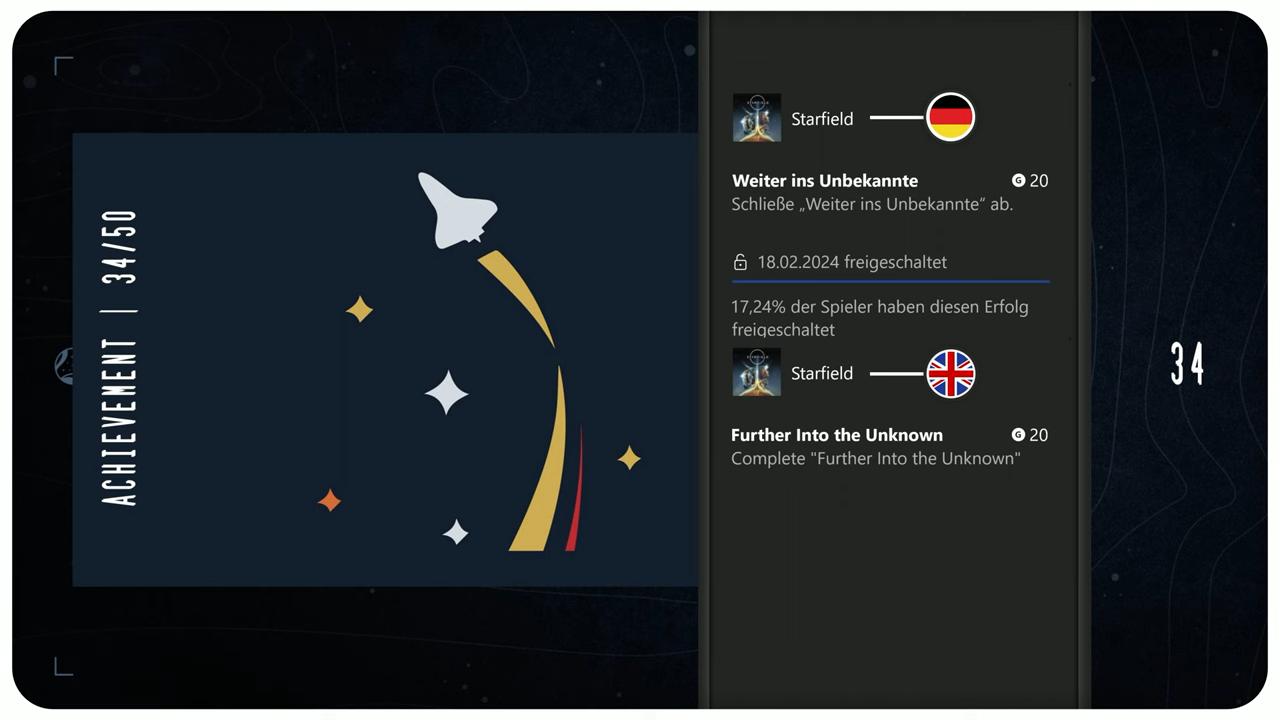 ACHIEVEMENT | 34/50
Starfield
Weiter ins Unbekannte
G 20
Schließe „Weiter ins Unbekannte“ ab.
18.02.2024 freigeschaltet
17,24% der Spieler haben diesen Erfolg
freigeschaltet
Starfield
Further Into the Unknown
G 20
Complete "Further Into the Unknown"
34